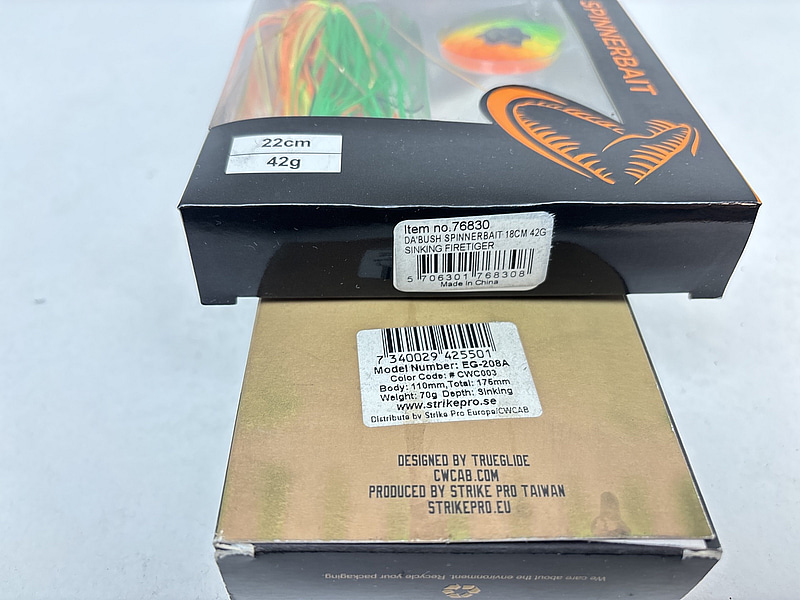 SPINNERBAIT
22cm
42g
Item no.76830
DA'BUSH SPINNERBAIT 18CM 42G
SINKING FIRETIGER
5 706301 768308
Made in China
7 340029 425501
Model Number: EG-208A
Color Code: # CWC003
Body: 110mm,Total: 176mm
Weight: 70g Depth: Sinking
www.strikepro.se
Distribute by Strike Pro Europe/CWCAB
DESIGNED BY TRUEGLIDE
CWCAB.COM
PRODUCED BY STRIKE PRO TAIWAN
STRIKEPRO.EU
We care about the environment. Recycle your packaging.